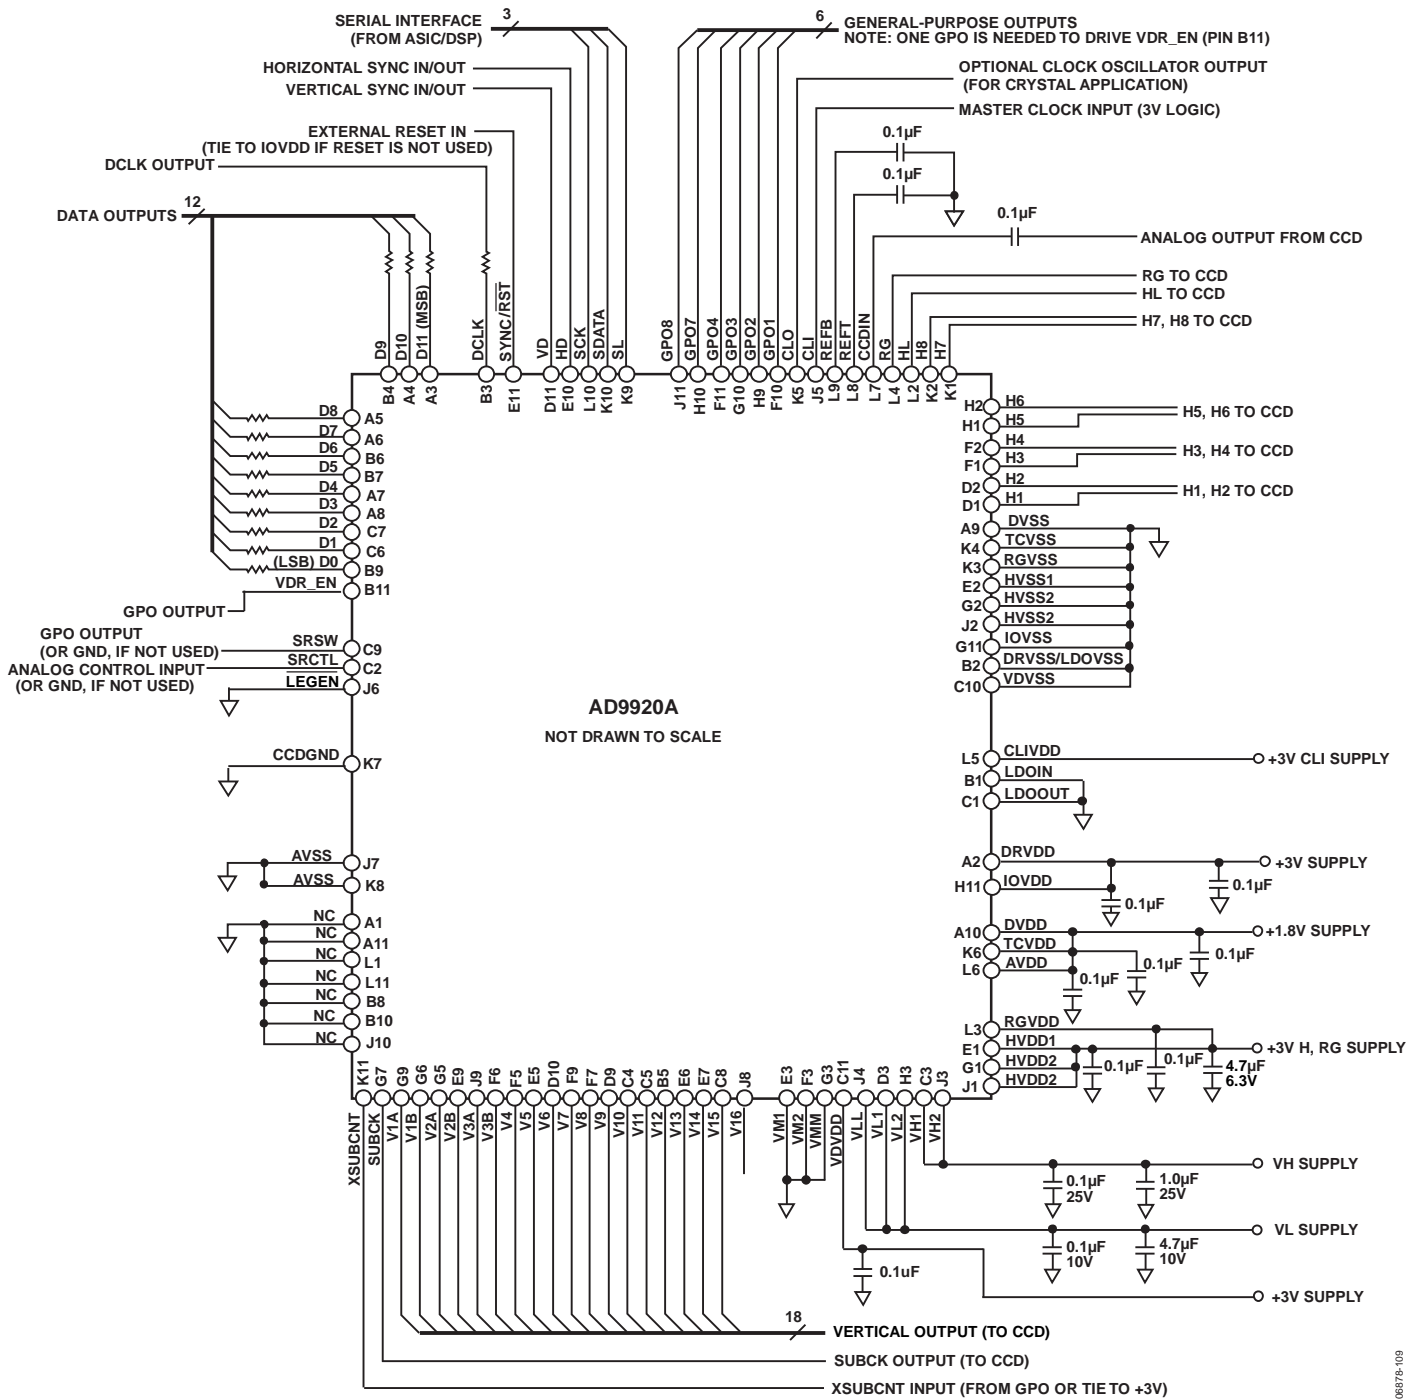 3
SERIAL INTERFACE
(FROM ASIC/DSP)
6
GENERAL-PURPOSE OUTPUTS
NOTE: ONE GPO IS NEEDED TO DRIVE VDR_EN (PIN B11)
HORIZONTAL SYNC IN/OUT
VERTICAL SYNC IN/OUT
OPTIONAL CLOCK OSCILLATOR OUTPUT
(FOR CRYSTAL APPLICATION)
MASTER CLOCK INPUT (3V LOGIC)
EXTERNAL RESET IN
(TIE TO IOVDD IF RESET IS NOT USED)
DCLK OUTPUT
0.1µF
0.1µF
12
DATA OUTPUTS
0.1µF
ANALOG OUTPUT FROM CCD
RG TO CCD
HL TO CCD
H7, H8 TO CCD
D9
D10
D11 (MSB)
DCLK
SYNC/RST
VD
HD
SCK
SDATA
SL
GPO8
GPO7
GPO4
GPO3
GPO2
GPO1
CLO
CLI
REFB
REFT
CCDIN
RG
HL
H8
H7
B4
A4
A3
B3
E11
D11
E10
L10
K10
K9
J11
H10
F11
G10
H9
F10
K5
J5
L9
L8
L7
L4
L2
K2
K1
D8 A5
D7 A6
D6 B6
D5 B7
D4 A7
D3 A8
D2 C7
D1 C6
(LSB) D0 B9
VDR_EN B11
GPO OUTPUT
GPO OUTPUT
(OR GND, IF NOT USED)
SRSW C9
ANALOG CONTROL INPUT
(OR GND, IF NOT USED)
SRCTL C2
LEGEN J6
CCDGND K7
AVSS J7
AVSS K8
NC A1
NC A11
NC L1
NC L11
NC B8
NC B10
NC J10
AD9920A
NOT DRAWN TO SCALE
H2 H6
H1 H5
H5, H6 TO CCD
F2 H4
F1 H3
H3, H4 TO CCD
D2 H2
D1 H1
H1, H2 TO CCD
A9 DVSS
K4 TCVSS
K3 RGVSS
E2 HVSS1
G2 HVSS2
J2 HVSS2
G11 IOVSS
B2 DRVSS/LDOVSS
C10 VDVSS
L5 CLIVDD
+3V CLI SUPPLY
B1 LDOIN
C1 LDOOUT
A2 DRVDD
+3V SUPPLY
H11 IOVDD
0.1µF
0.1µF
A10 DVDD
+1.8V SUPPLY
K6 TCVDD
L6 AVDD
0.1µF
0.1µF
0.1µF
L3 RGVDD
E1 HVDD1
+3V H, RG SUPPLY
G1 HVDD2
J1 HVDD2
0.1µF
0.1µF
4.7µF
6.3V
K11
G7
G9
G6
G5
E9
J9
F6
F5
E5
D10
F9
F7
D9
C4
C5
B5
E6
E7
C8
J8
E3
F3
G3
C11
J4
D3
H3
C3
J3
XSUBCNT
SUBCK
V1A
V1B
V2A
V2B
V3A
V3B
V4
V5
V6
V7
V8
V9
V10
V11
V12
V13
V14
V15
V16
VM1
VM2
VMM
VDVDD
VLL
VL1
VL2
VH1
VH2
VH SUPPLY
0.1µF
25V
1.0µF
25V
VL SUPPLY
0.1µF
10V
4.7µF
10V
0.1uF
+3V SUPPLY
18
VERTICAL OUTPUT (TO CCD)
SUBCK OUTPUT (TO CCD)
XSUBCNT INPUT (FROM GPO OR TIE TO +3V)
06878-109